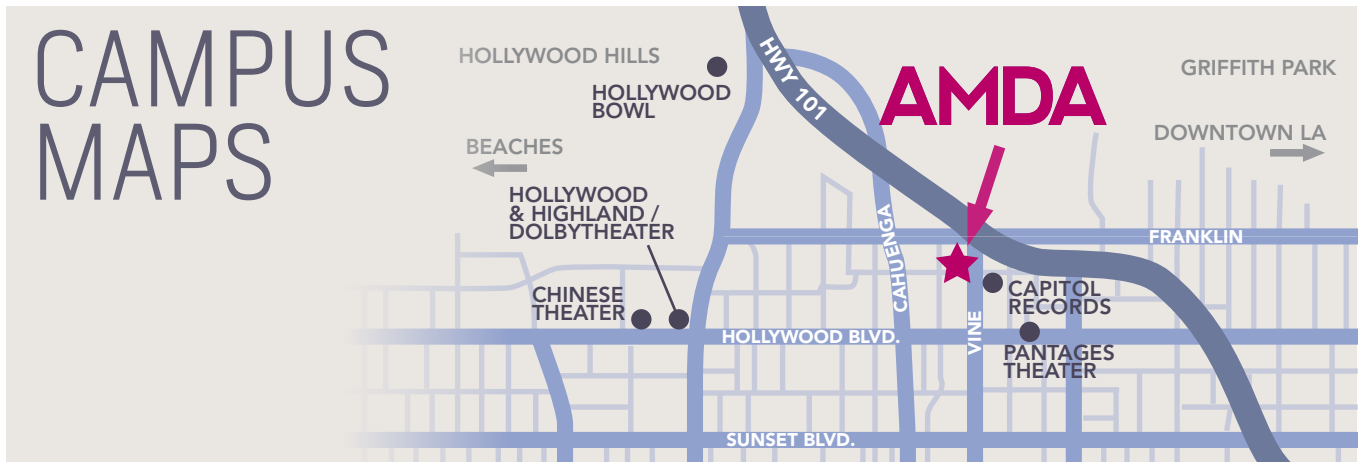 CAMPUS
MAPS
HOLLYWOOD HILLS
HOLLYWOOD
BOWL
HWY 101
AMDA
GRIFFITH PARK
BEACHES
DOWNTOWN LA
HOLLYWOOD
& HIGHLAND /
DOLBYTHEATER
CAHUENGA
FRANKLIN
CHINESE
THEATER
CAPITOL
RECORDS
HOLLYWOOD BLVD.
VINE
PANTAGES
THEATER
SUNSET BLVD.